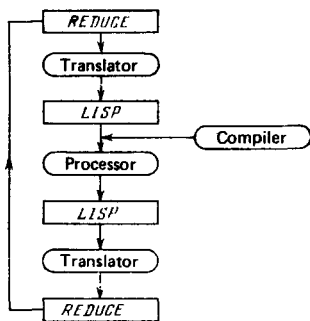 REDUCE
Translator
LISP
Compiler
Processor
LISP
Translator
REDUCE